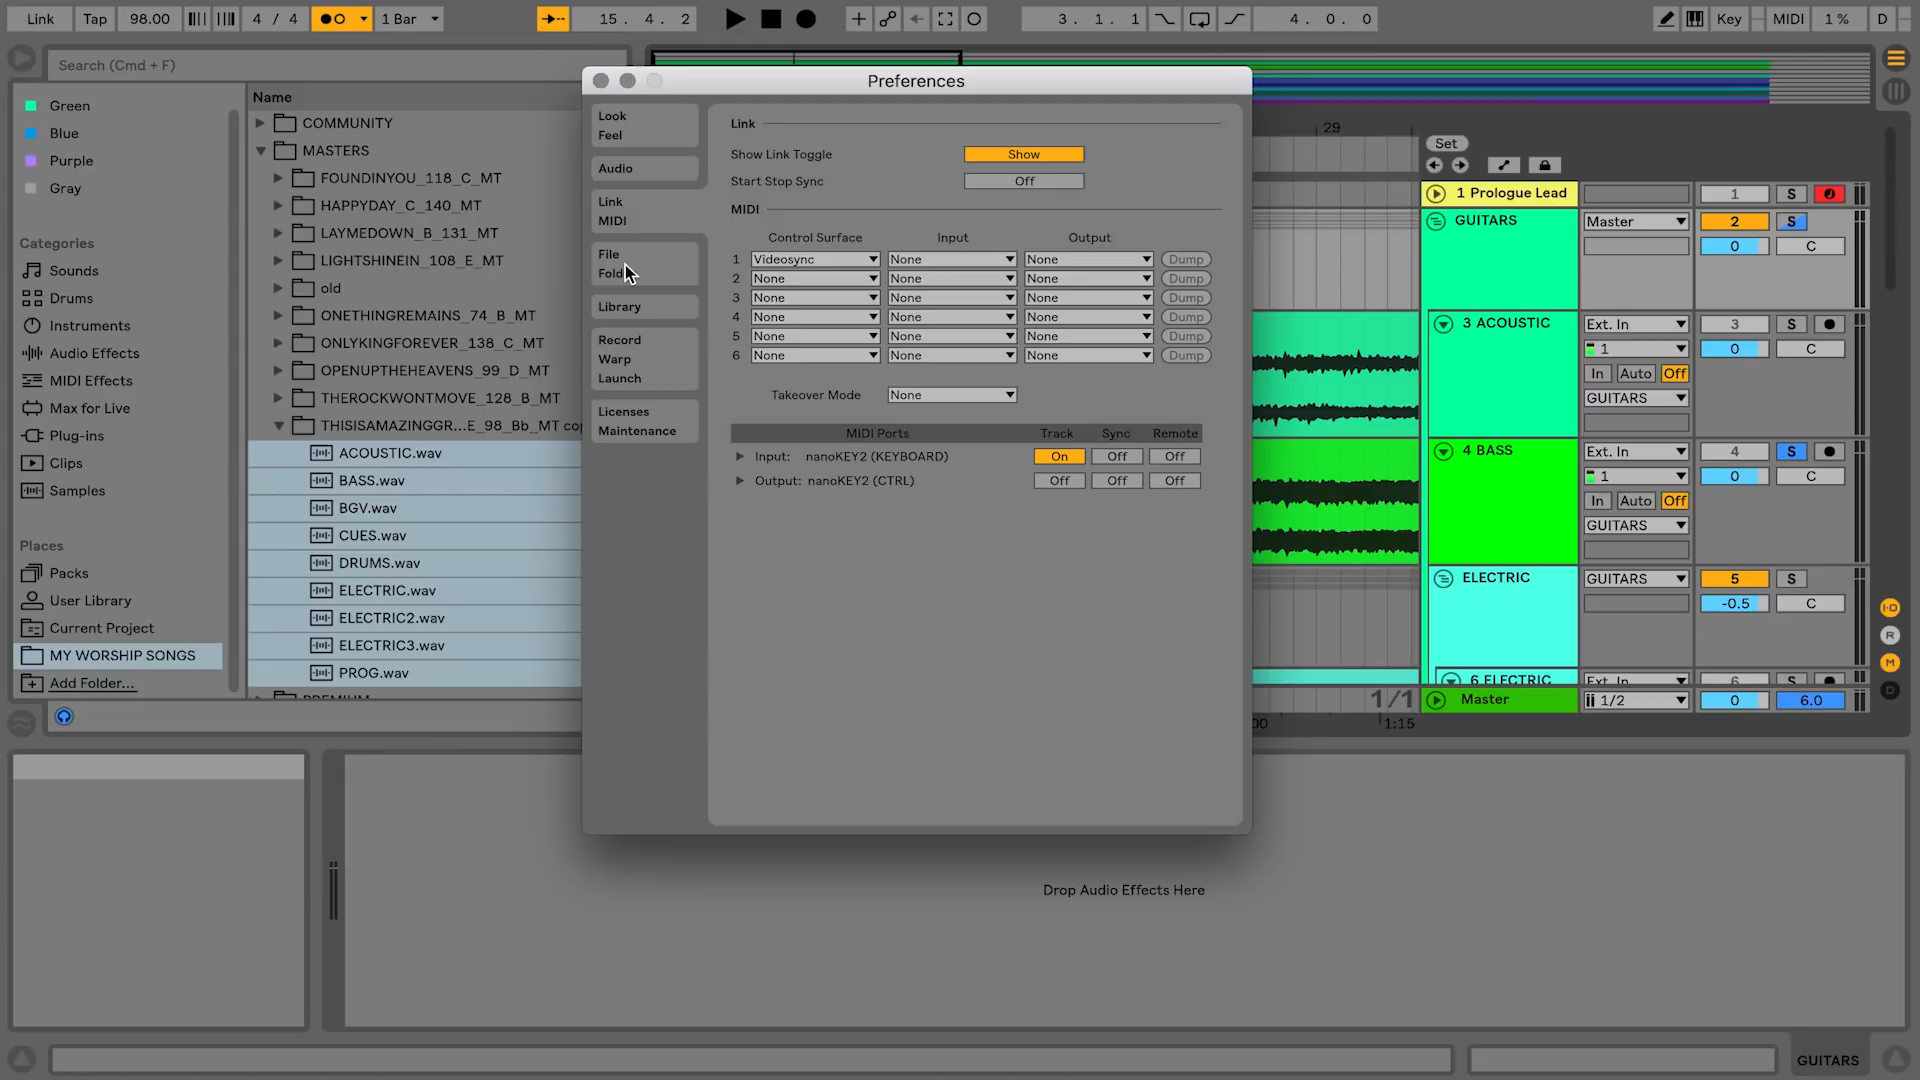 Link Tap 98.00 4 / 4 1 Bar 15 . 4 . 2 3 . 1 . 1 4 . 0 . 0 Key MIDI 1 % D
Search (Cmd + F)
Green
Blue
Purple
Gray
Categories
Sounds
Drums
Instruments
Audio Effects
MIDI Effects
Max for Live
Plug-ins
Clips
Samples
Places
Packs
User Library
Current Project
MY WORSHIP SONGS
Add Folder...
Name
COMMUNITY
MASTERS
FOUNDINYOU_118_C_MT
HAPPYDAY_C_140_MT
LAYMEDOWN_B_131_MT
LIGHTSHINEIN_108_E_MT
old
ONETHINGREMAINS_74_B_MT
ONLYKINGFOREVER_138_C_MT
OPENUPTHEHEAVENS_99_D_MT
THEROCKWONTMOVE_128_B_MT
THISISAMAZINGGR...E_98_Bb_MT cop
ACOUSTIC.wav
BASS.wav
BGV.wav
CUES.wav
DRUMS.wav
ELECTRIC.wav
ELECTRIC2.wav
ELECTRIC3.wav
PROG.wav
PREMIUM
Preferences
Look
Feel
Audio
Link
MIDI
File
Fold
Library
Record
Warp
Launch
Licenses
Maintenance
Link
Show Link Toggle Show
Start Stop Sync Off
MIDI
Control Surface Input Output
1 Videosync None None Dump
2 None None None Dump
3 None None None Dump
4 None None None Dump
5 None None None Dump
6 None None None Dump
Takeover Mode None
MIDI Ports Track Sync Remote
Input: nanoKEY2 (KEYBOARD) On Off Off
Output: nanoKEY2 (CTRL) Off Off Off
29
Set
1 Prologue Lead 1 S
GUITARS Master 2 S
0 C
3 ACOUSTIC Ext. In 3 S
1 0 C
In Auto Off
GUITARS
4 BASS Ext. In 4 S
1 0 C
In Auto Off
GUITARS
ELECTRIC GUITARS 5 S
-0.5 C
6 ELECTRIC Ext. In 6 S
1/1 Master 1/2 0 6.0
00 1:15
I·O
R
M
D
Drop Audio Effects Here
GUITARS